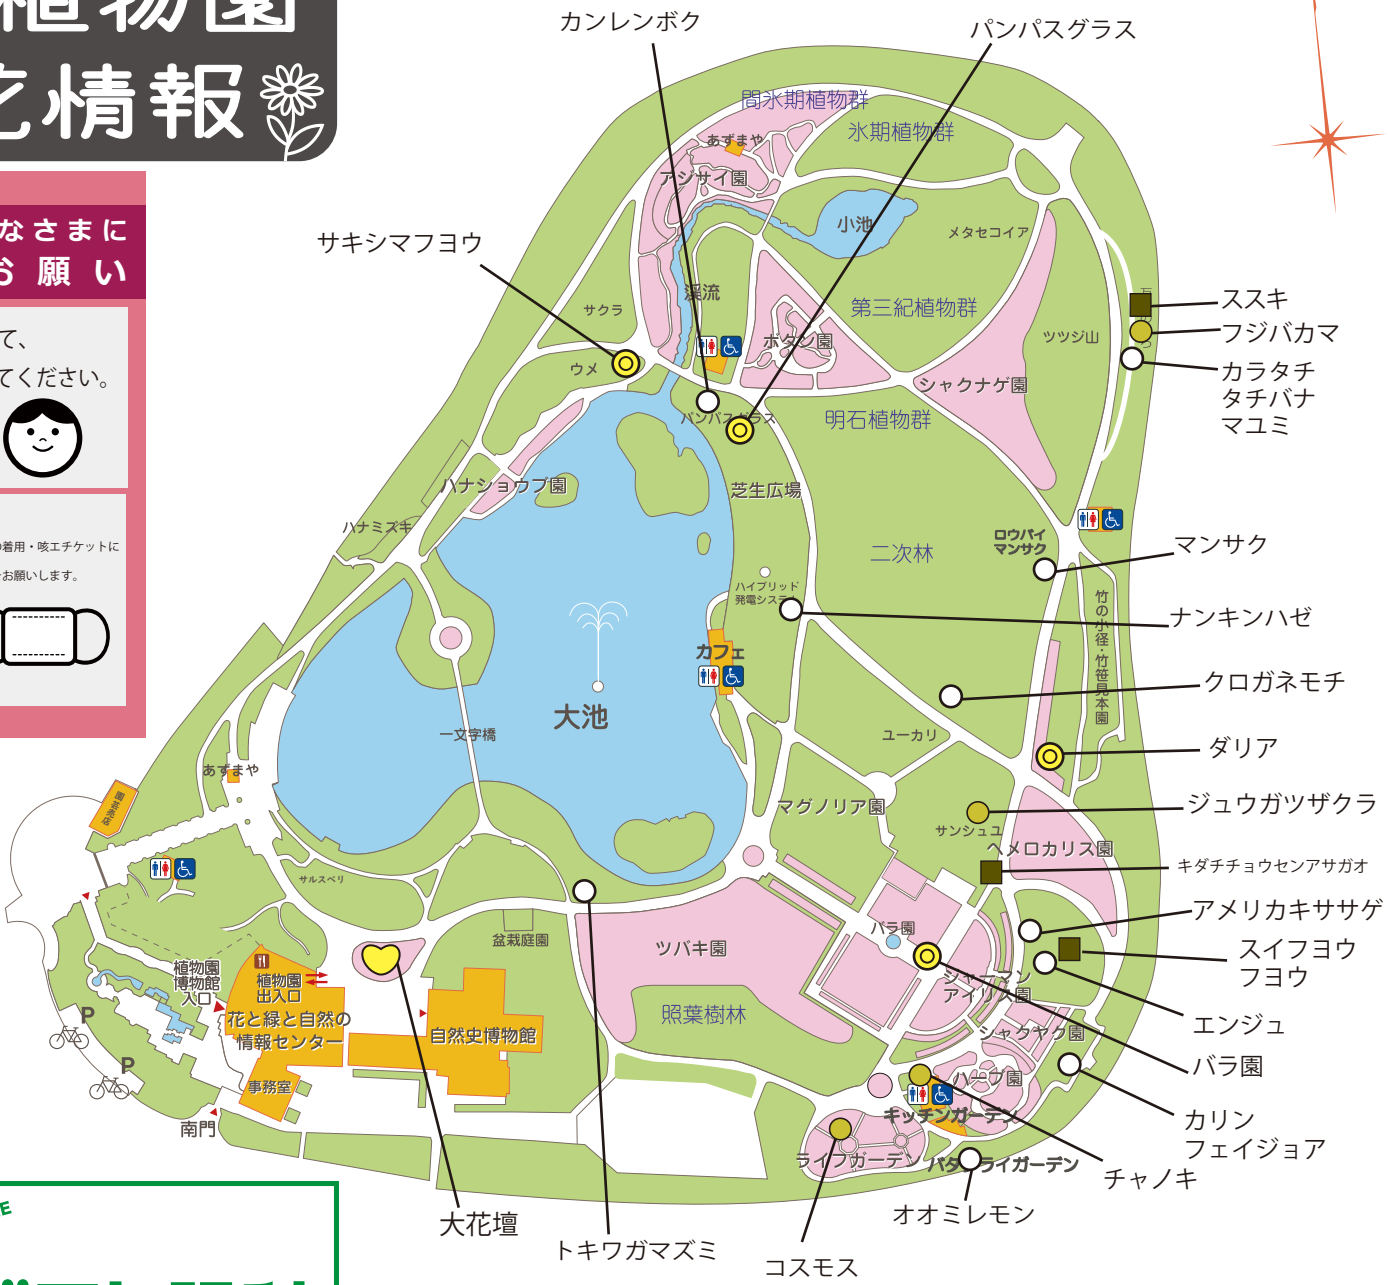 植物園
花情報
なさまに
お願い
て、
てください。
の着用・咳エチケットに
お願いします。
カンレンボク
パンパスグラス
間氷期植物群
氷期植物群
あずまや
アジサイ園
小池
メタセコイア
サキシマフヨウ
サクラ
渓流
第三紀植物群
ススキ
フジバカマ
ツツジ山
ボタン園
ウメ
シャクナゲ園
カラタチ
タチバナ
マユミ
パンパスグラス
明石植物群
ハナショウブ園
芝生広場
ハナミズキ
ロウバイ
マンサク
二次林
マンサク
ハイブリッド
発電システム
竹の小径・竹笹見本園
ナンキンハゼ
カフェ
クロガネモチ
大池
一文字橋
ユーカリ
ダリア
あずまや
園芸売店
マグノリア園
ジュウガツザクラ
サンシュユ
ヘメロカリス園
キダチチョウセンアサガオ
サルスベリ
アメリカキササゲ
バラ園
盆栽庭園
ツバキ園
スイフヨウ
フヨウ
植物園
博物館
入口
植物園
出入口
ジャーマン
アイリス園
花と緑と自然の
情報センター
自然史博物館
照葉樹林
エンジュ
シャクヤク園
P
P
バラ園
事務室
ハーブ園
キッチンガーデン
カリン
フェイジョア
南門
ライフガーデン
バタフライガーデン
チャノキ
オオミレモン
大花壇
トキワガマズミ
コスモス
E